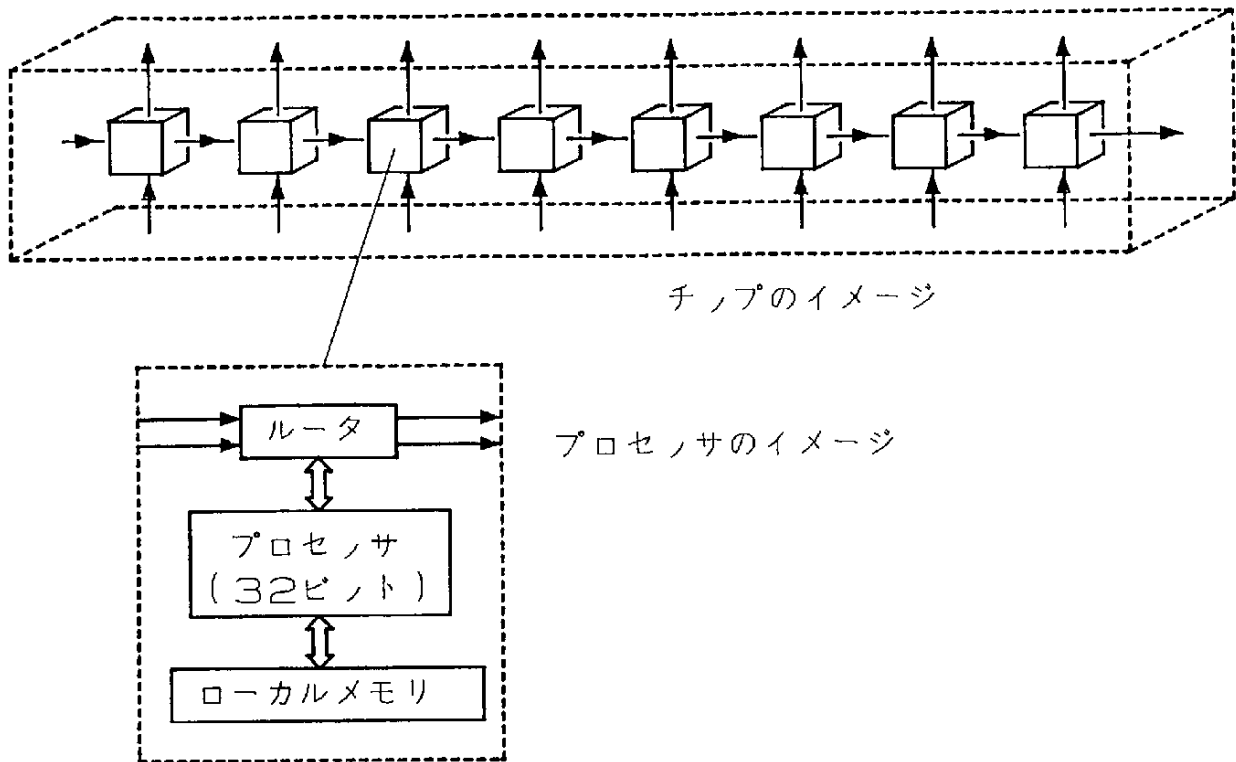 チップのイメージ
ルータ
プロセッサのイメージ
プロセッサ
(32ビット)
ローカルメモリ